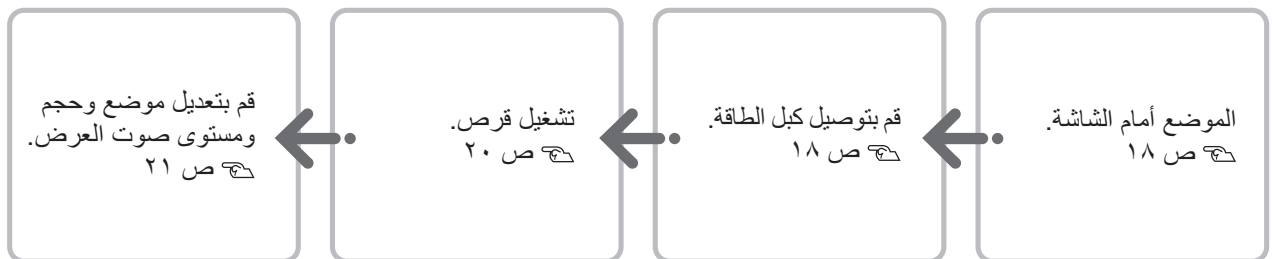 الموضع أمام الشاشة.
ص ١٨
قم بتوصيل كبل الطاقة.
ص ١٨
تشغيل قرص.
ص ٢٠
قم بتعديل موضع وحجم
ومستوى صوت العرض.
ص ٢١